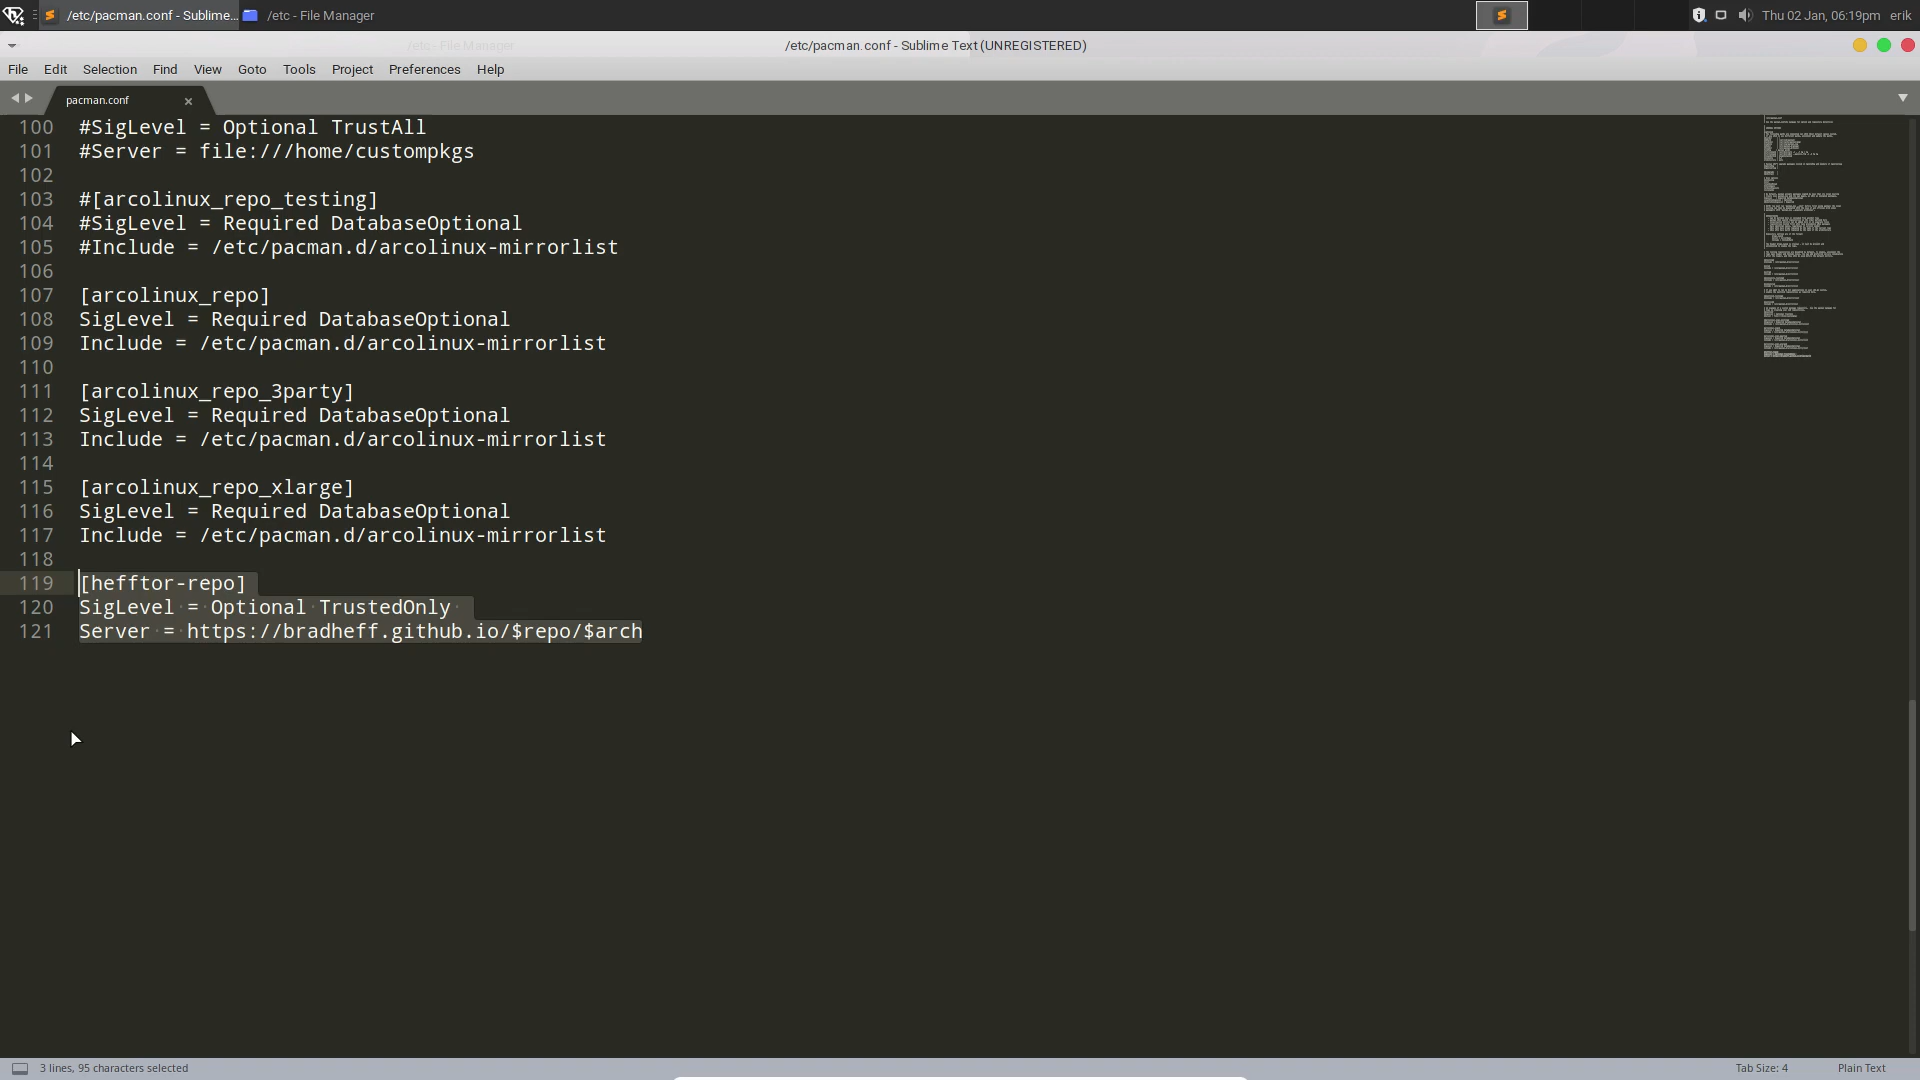 /etc/pacman.conf - Sublime... /etc - File Manager Thu 02 Jan, 06:19pm erik
/etc/pacman.conf - Sublime Text (UNREGISTERED)
File Edit Selection Find View Goto Tools Project Preferences Help
pacman.conf
100 #SigLevel = Optional TrustAll
101 #Server = file:///home/custompkgs
102
103 #[arcolinux_repo_testing]
104 #SigLevel = Required DatabaseOptional
105 #Include = /etc/pacman.d/arcolinux-mirrorlist
106
107 [arcolinux_repo]
108 SigLevel = Required DatabaseOptional
109 Include = /etc/pacman.d/arcolinux-mirrorlist
110
111 [arcolinux_repo_3party]
112 SigLevel = Required DatabaseOptional
113 Include = /etc/pacman.d/arcolinux-mirrorlist
114
115 [arcolinux_repo_xlarge]
116 SigLevel = Required DatabaseOptional
117 Include = /etc/pacman.d/arcolinux-mirrorlist
118
119 [hefftor-repo]
120 SigLevel = Optional TrustedOnly
121 Server = https://bradheff.github.io/$repo/$arch
3 lines, 95 characters selected Tab Size: 4 Plain Text